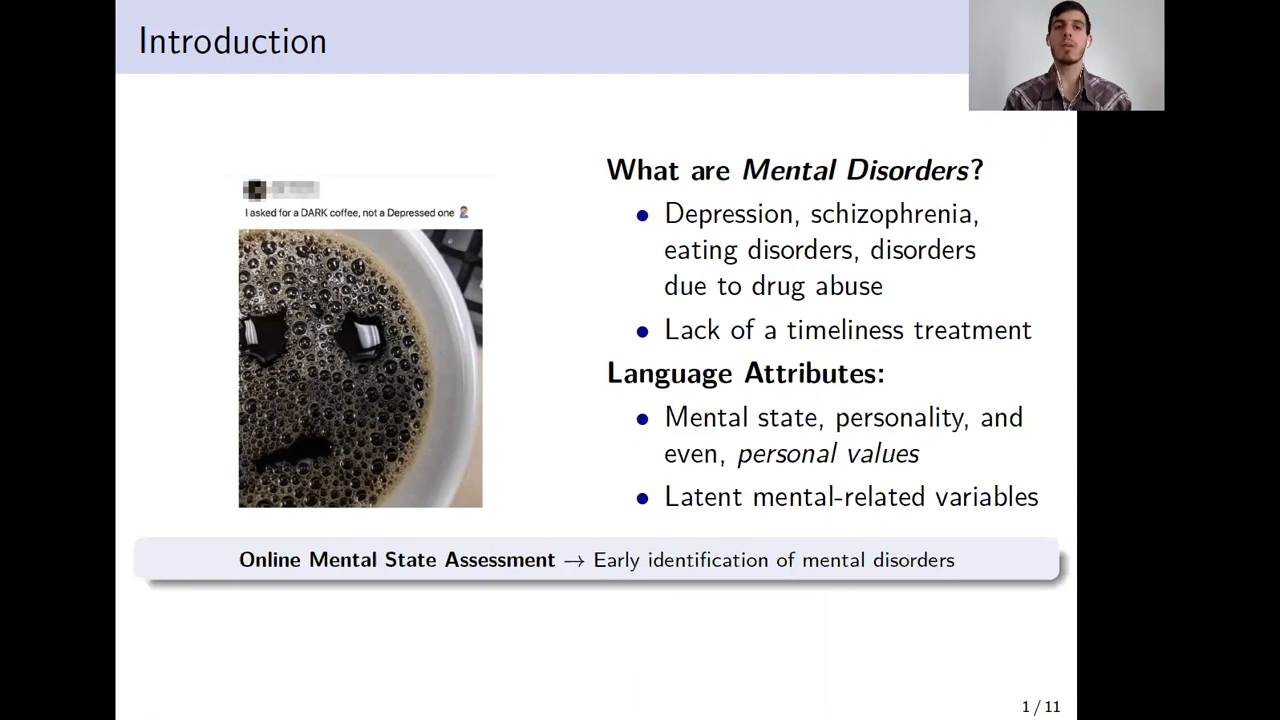 Introduction
I asked for a DARK coffee, not a Depressed one
What are Mental Disorders?
• Depression, schizophrenia,
eating disorders, disorders
due to drug abuse
• Lack of a timeliness treatment
Language Attributes:
• Mental state, personality, and
even, personal values
• Latent mental-related variables
Online Mental State Assessment → Early identification of mental disorders
1 / 11